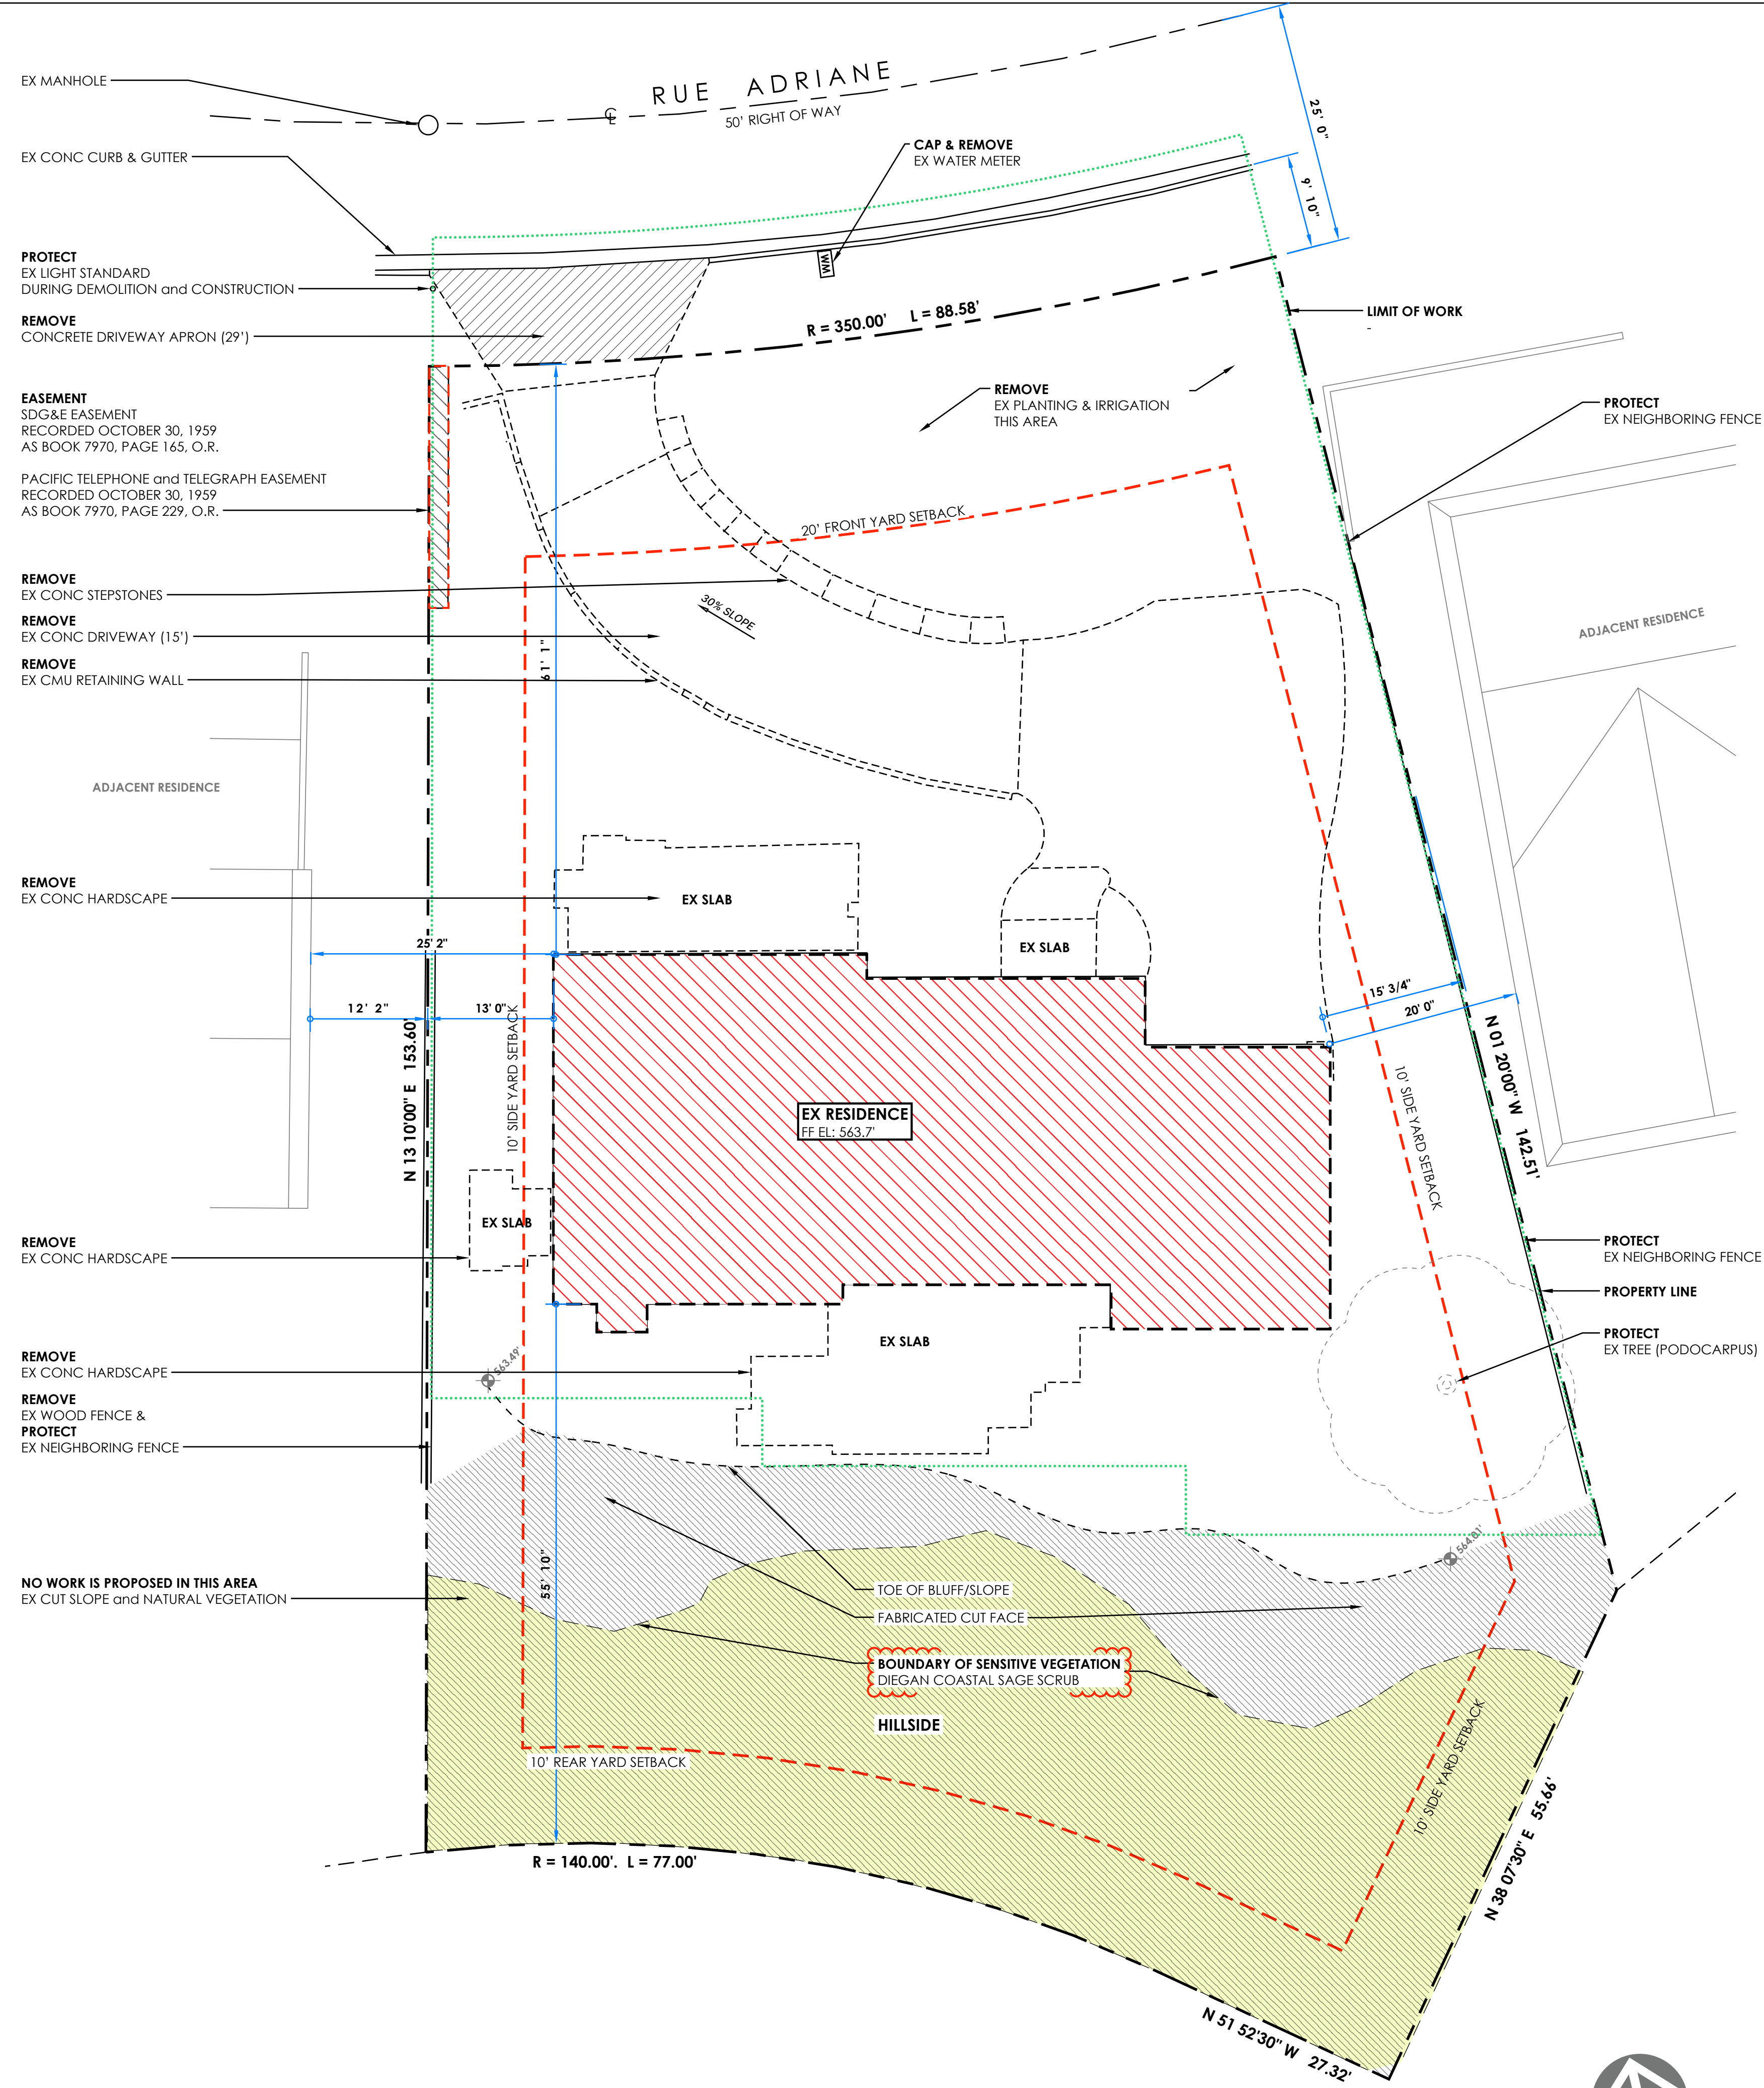 EX MANHOLE
RUE ADRIANE
50' RIGHT OF WAY
25' 0"
9' 10"
EX CONC CURB & GUTTER
CAP & REMOVE
EX WATER METER
WM
PROTECT
EX LIGHT STANDARD
DURING DEMOLITION and CONSTRUCTION
REMOVE
CONCRETE DRIVEWAY APRON (29')
R = 350.00' L = 88.58'
LIMIT OF WORK
-
EASEMENT
SDG&E EASEMENT
RECORDED OCTOBER 30, 1959
AS BOOK 7970, PAGE 165, O.R.
PACIFIC TELEPHONE and TELEGRAPH EASEMENT
RECORDED OCTOBER 30, 1959
AS BOOK 7970, PAGE 229, O.R.
REMOVE
EX PLANTING & IRRIGATION
THIS AREA
PROTECT
EX NEIGHBORING FENCE
20' FRONT YARD SETBACK
REMOVE
EX CONC STEPSTONES
30% SLOPE
REMOVE
EX CONC DRIVEWAY (15')
REMOVE
EX CMU RETAINING WALL
61' 1"
ADJACENT RESIDENCE
ADJACENT RESIDENCE
REMOVE
EX CONC HARDSCAPE
EX SLAB
EX SLAB
25' 2"
12' 2"
13' 0"
15' 3/4"
20' 0"
N 13 10'00" E 153.60'
10' SIDE YARD SETBACK
N 01 20'00" W 142.51'
10' SIDE YARD SETBACK
EX RESIDENCE
FF EL: 563.7'
EX SLAB
REMOVE
EX CONC HARDSCAPE
PROTECT
EX NEIGHBORING FENCE
PROPERTY LINE
PROTECT
EX TREE (PODOCARPUS)
EX SLAB
563.49'
REMOVE
EX CONC HARDSCAPE
REMOVE
EX WOOD FENCE &
PROTECT
EX NEIGHBORING FENCE
564.81'
55' 10"
NO WORK IS PROPOSED IN THIS AREA
EX CUT SLOPE and NATURAL VEGETATION
TOE OF BLUFF/SLOPE
FABRICATED CUT FACE
BOUNDARY OF SENSITIVE VEGETATION
DIEGAN COASTAL SAGE SCRUB
HILLSIDE
10' REAR YARD SETBACK
10' SIDE YARD SETBACK
R = 140.00'. L = 77.00'
N 38 07'30" E 55.66'
N 51 52'30" W 27.32'